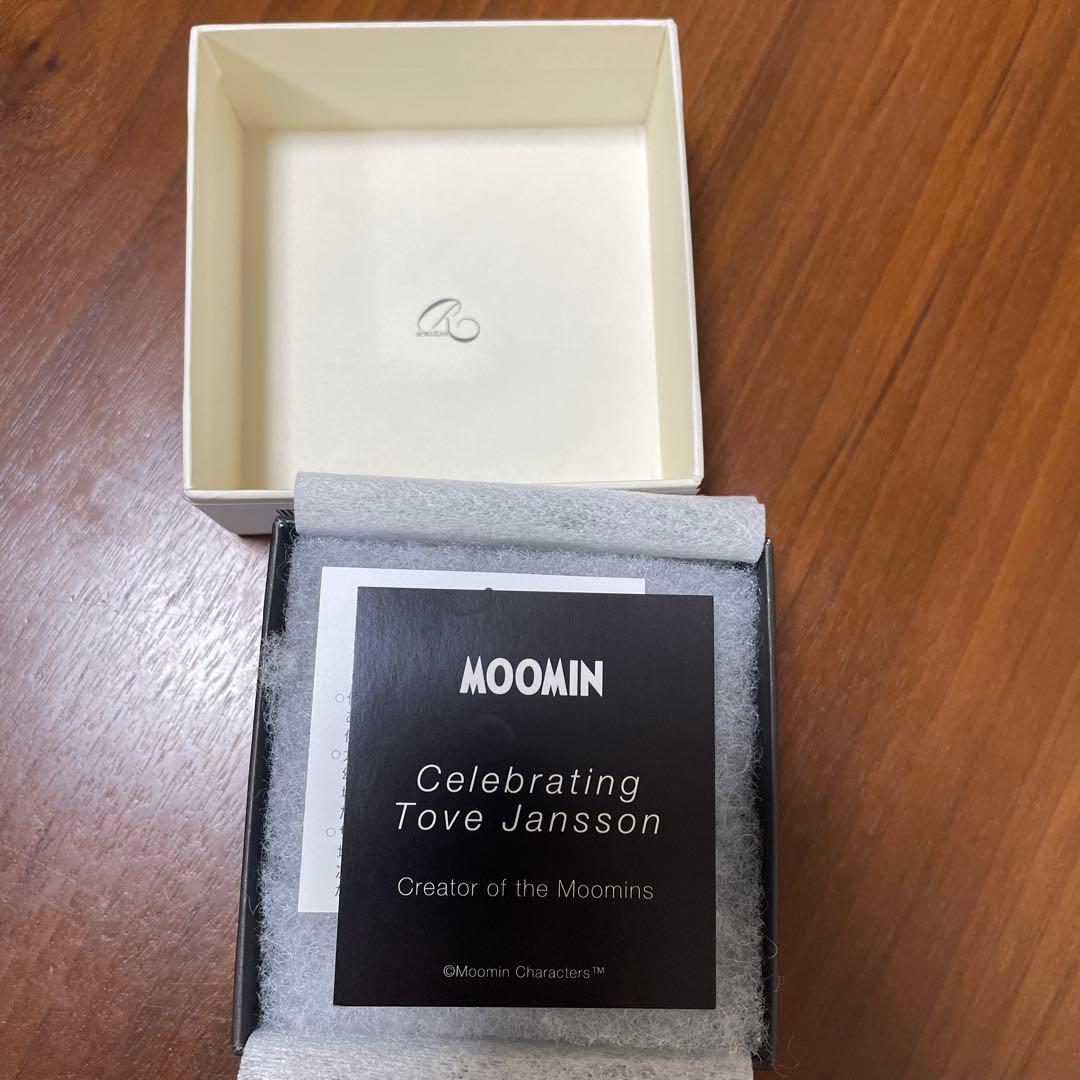 MOOMIN
Celebrating
Tove Jansson
Creator of the Moomins
©Moomin Characters™